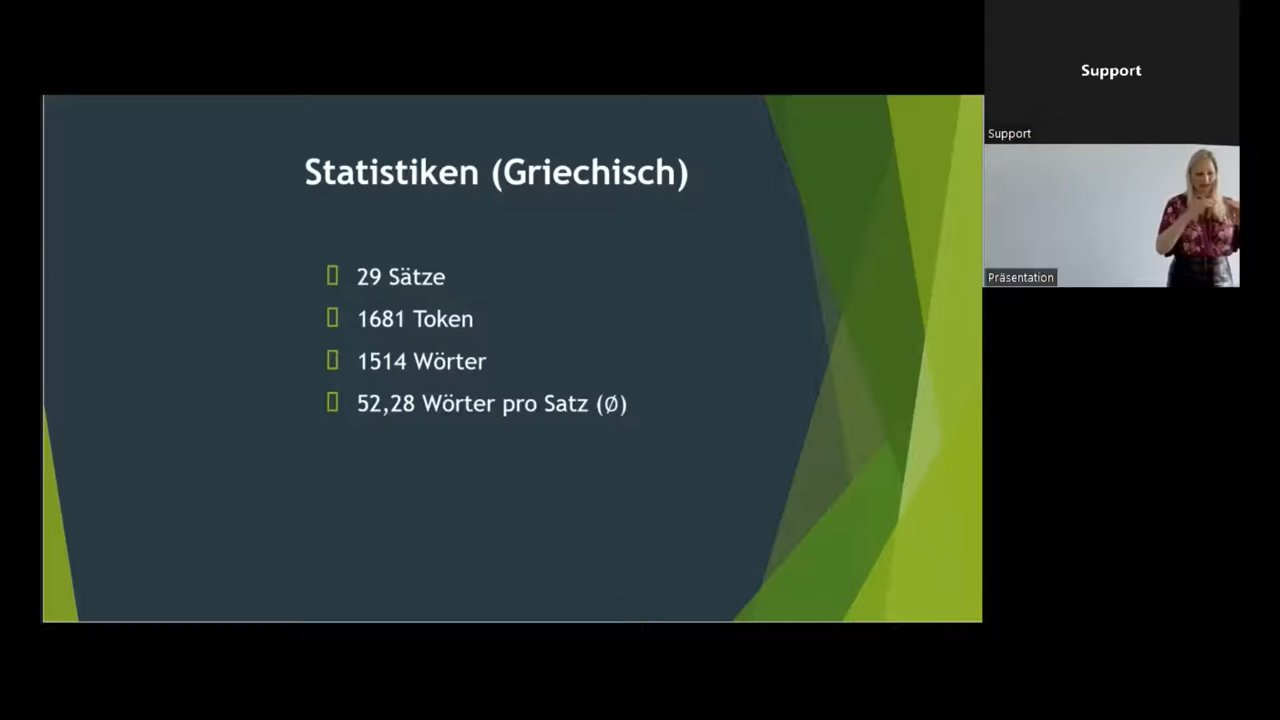 Support
Support
Statistiken (Griechisch)
29 Sätze
1681 Token
1514 Wörter
52,28 Wörter pro Satz (Ø)
Präsentation